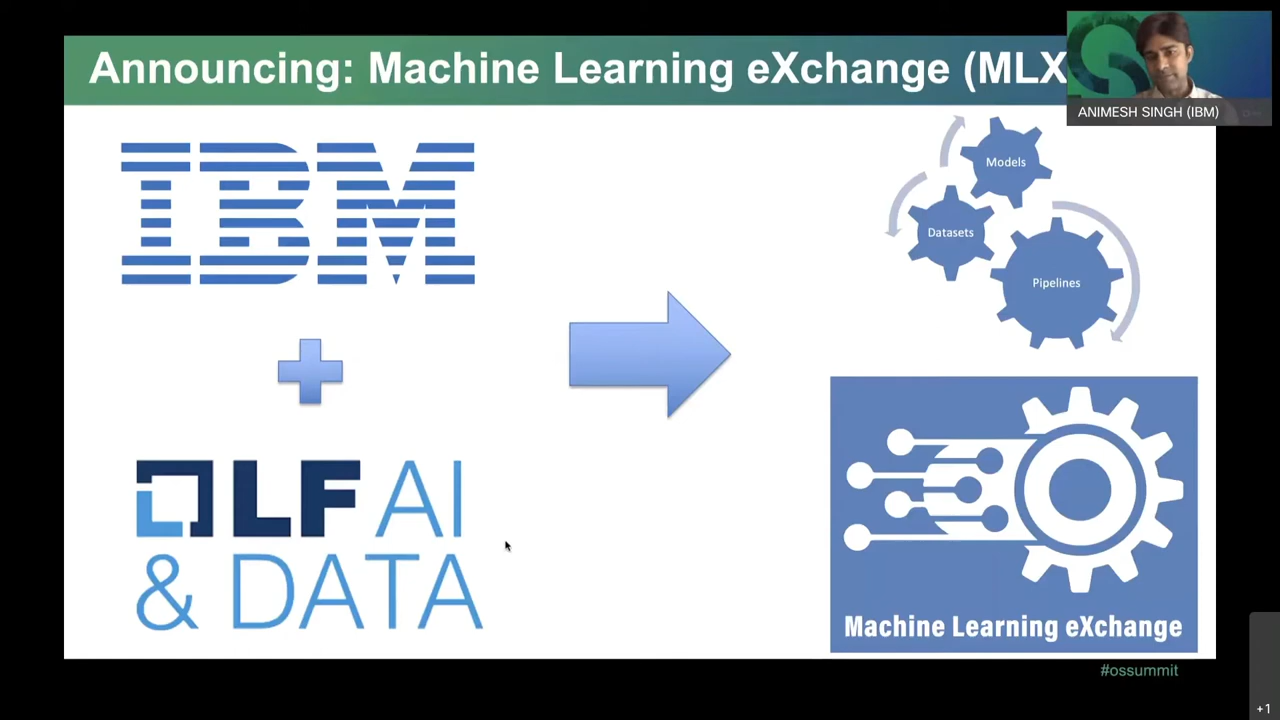 Announcing: Machine Learning eXchange (MLX
ANIMESH SINGH (IBM)
IBM
Models
Datasets
Pipelines
LF AI
& DATA
Machine Learning eXchange
#ossummit
+1